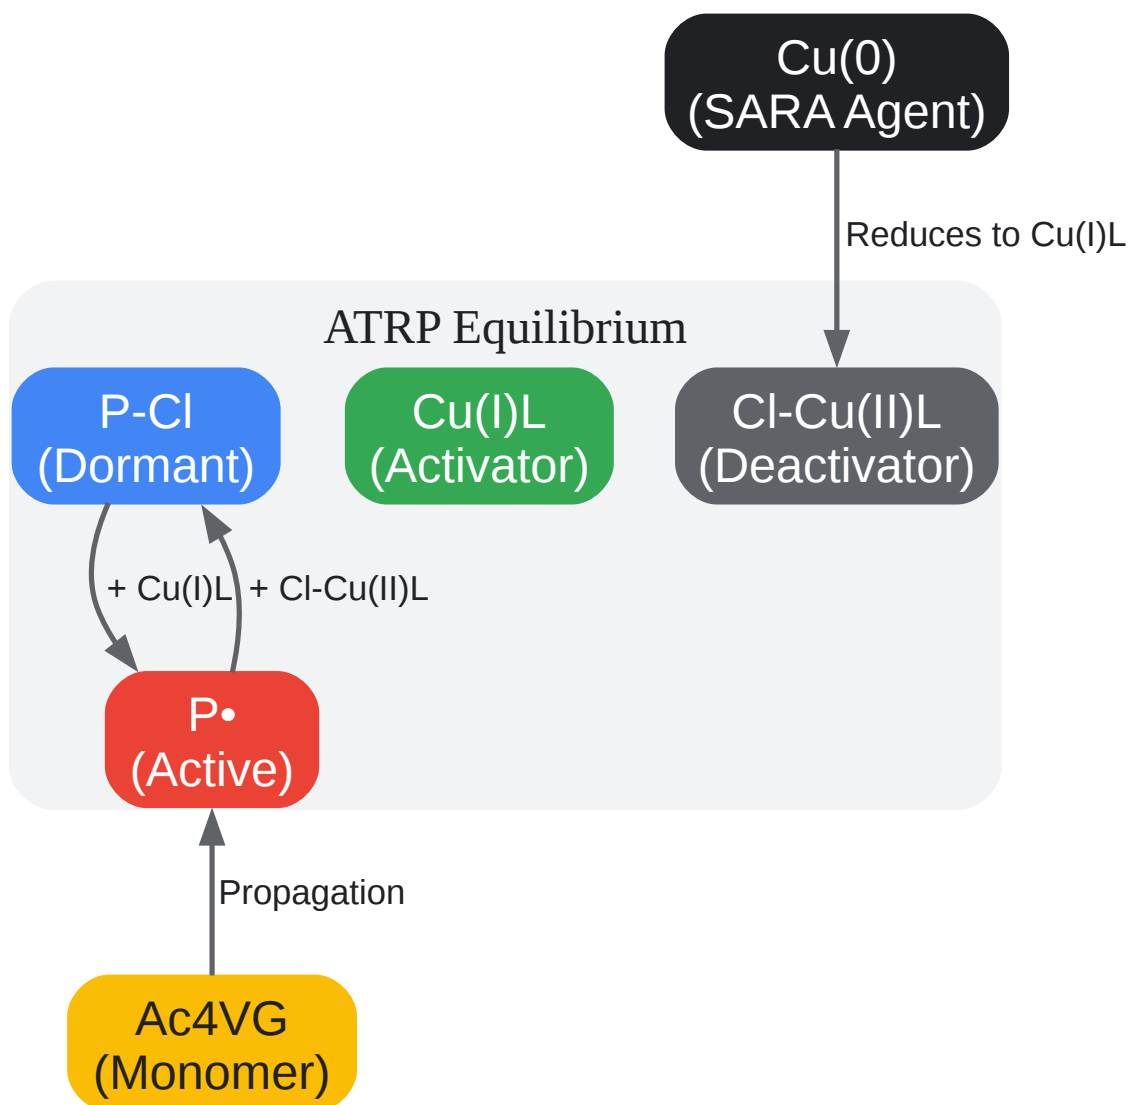 Cu(0)
(SARA Agent)
Reduces to Cu(I)L
ATRP Equilibrium
P-Cl
(Dormant)
Cu(I)L
(Activator)
Cl-Cu(II)L
(Deactivator)
+ Cu(I)L
+ Cl-Cu(II)L
P•
(Active)
Propagation
Ac4VG
(Monomer)